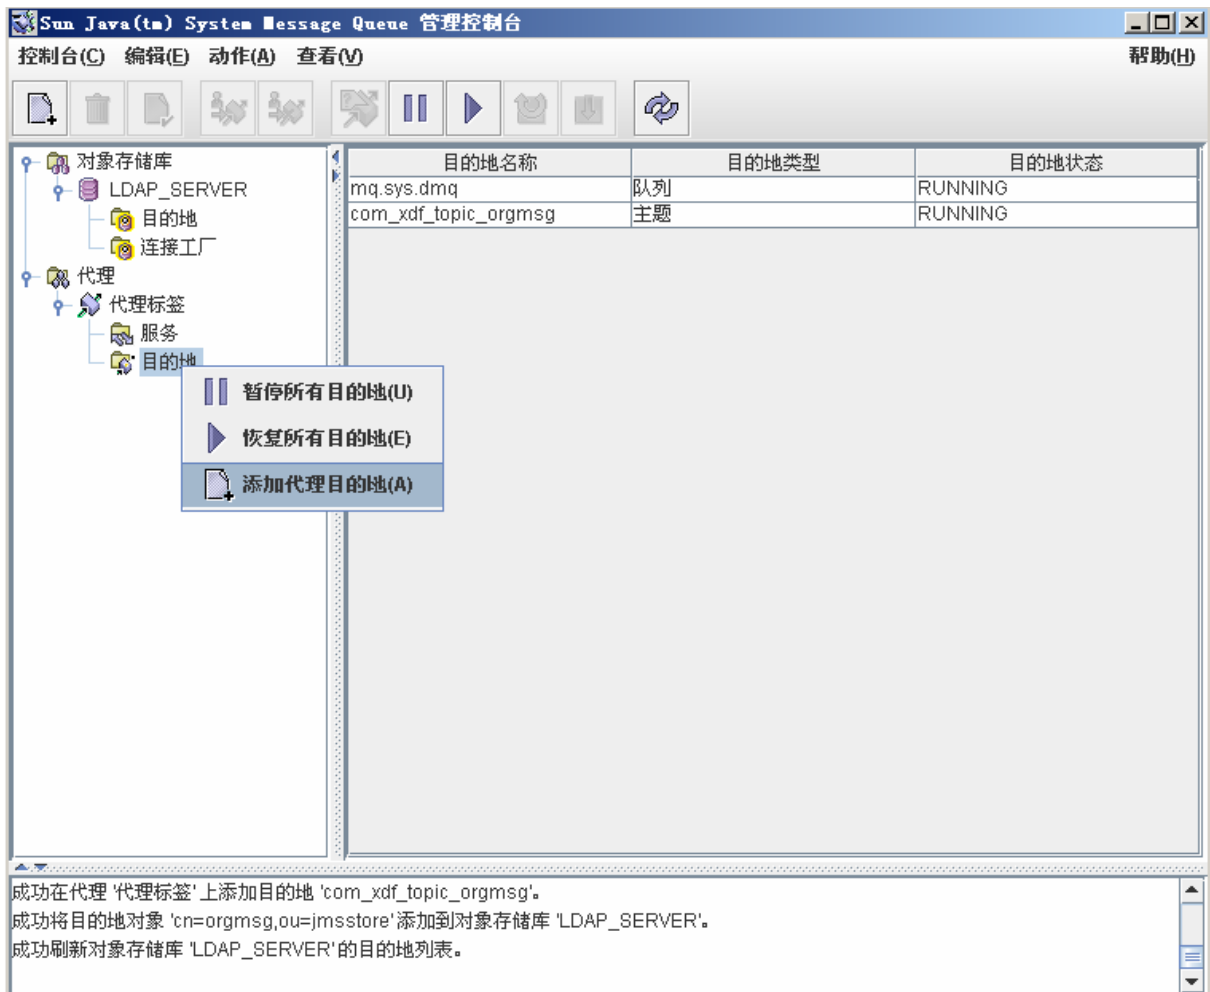 Sun Java(tm) System Message Queue 管理控制台
控制台(C) 编辑(E) 动作(A) 查看(V) 帮助(H)
对象存储库
LDAP_SERVER
目的地
连接工厂
代理
代理标签
服务
目的地
暂停所有目的地(U)
恢复所有目的地(E)
添加代理目的地(A)
目的地名称 目的地类型 目的地状态
mq.sys.dmq 队列 RUNNING
com_xdf_topic_orgmsg 主题 RUNNING
成功在代理 '代理标签' 上添加目的地 'com_xdf_topic_orgmsg'。
成功将目的地对象 'cn=orgmsg,ou=jmsstore' 添加到对象存储库 'LDAP_SERVER'。
成功刷新对象存储库 'LDAP_SERVER' 的目的地列表。